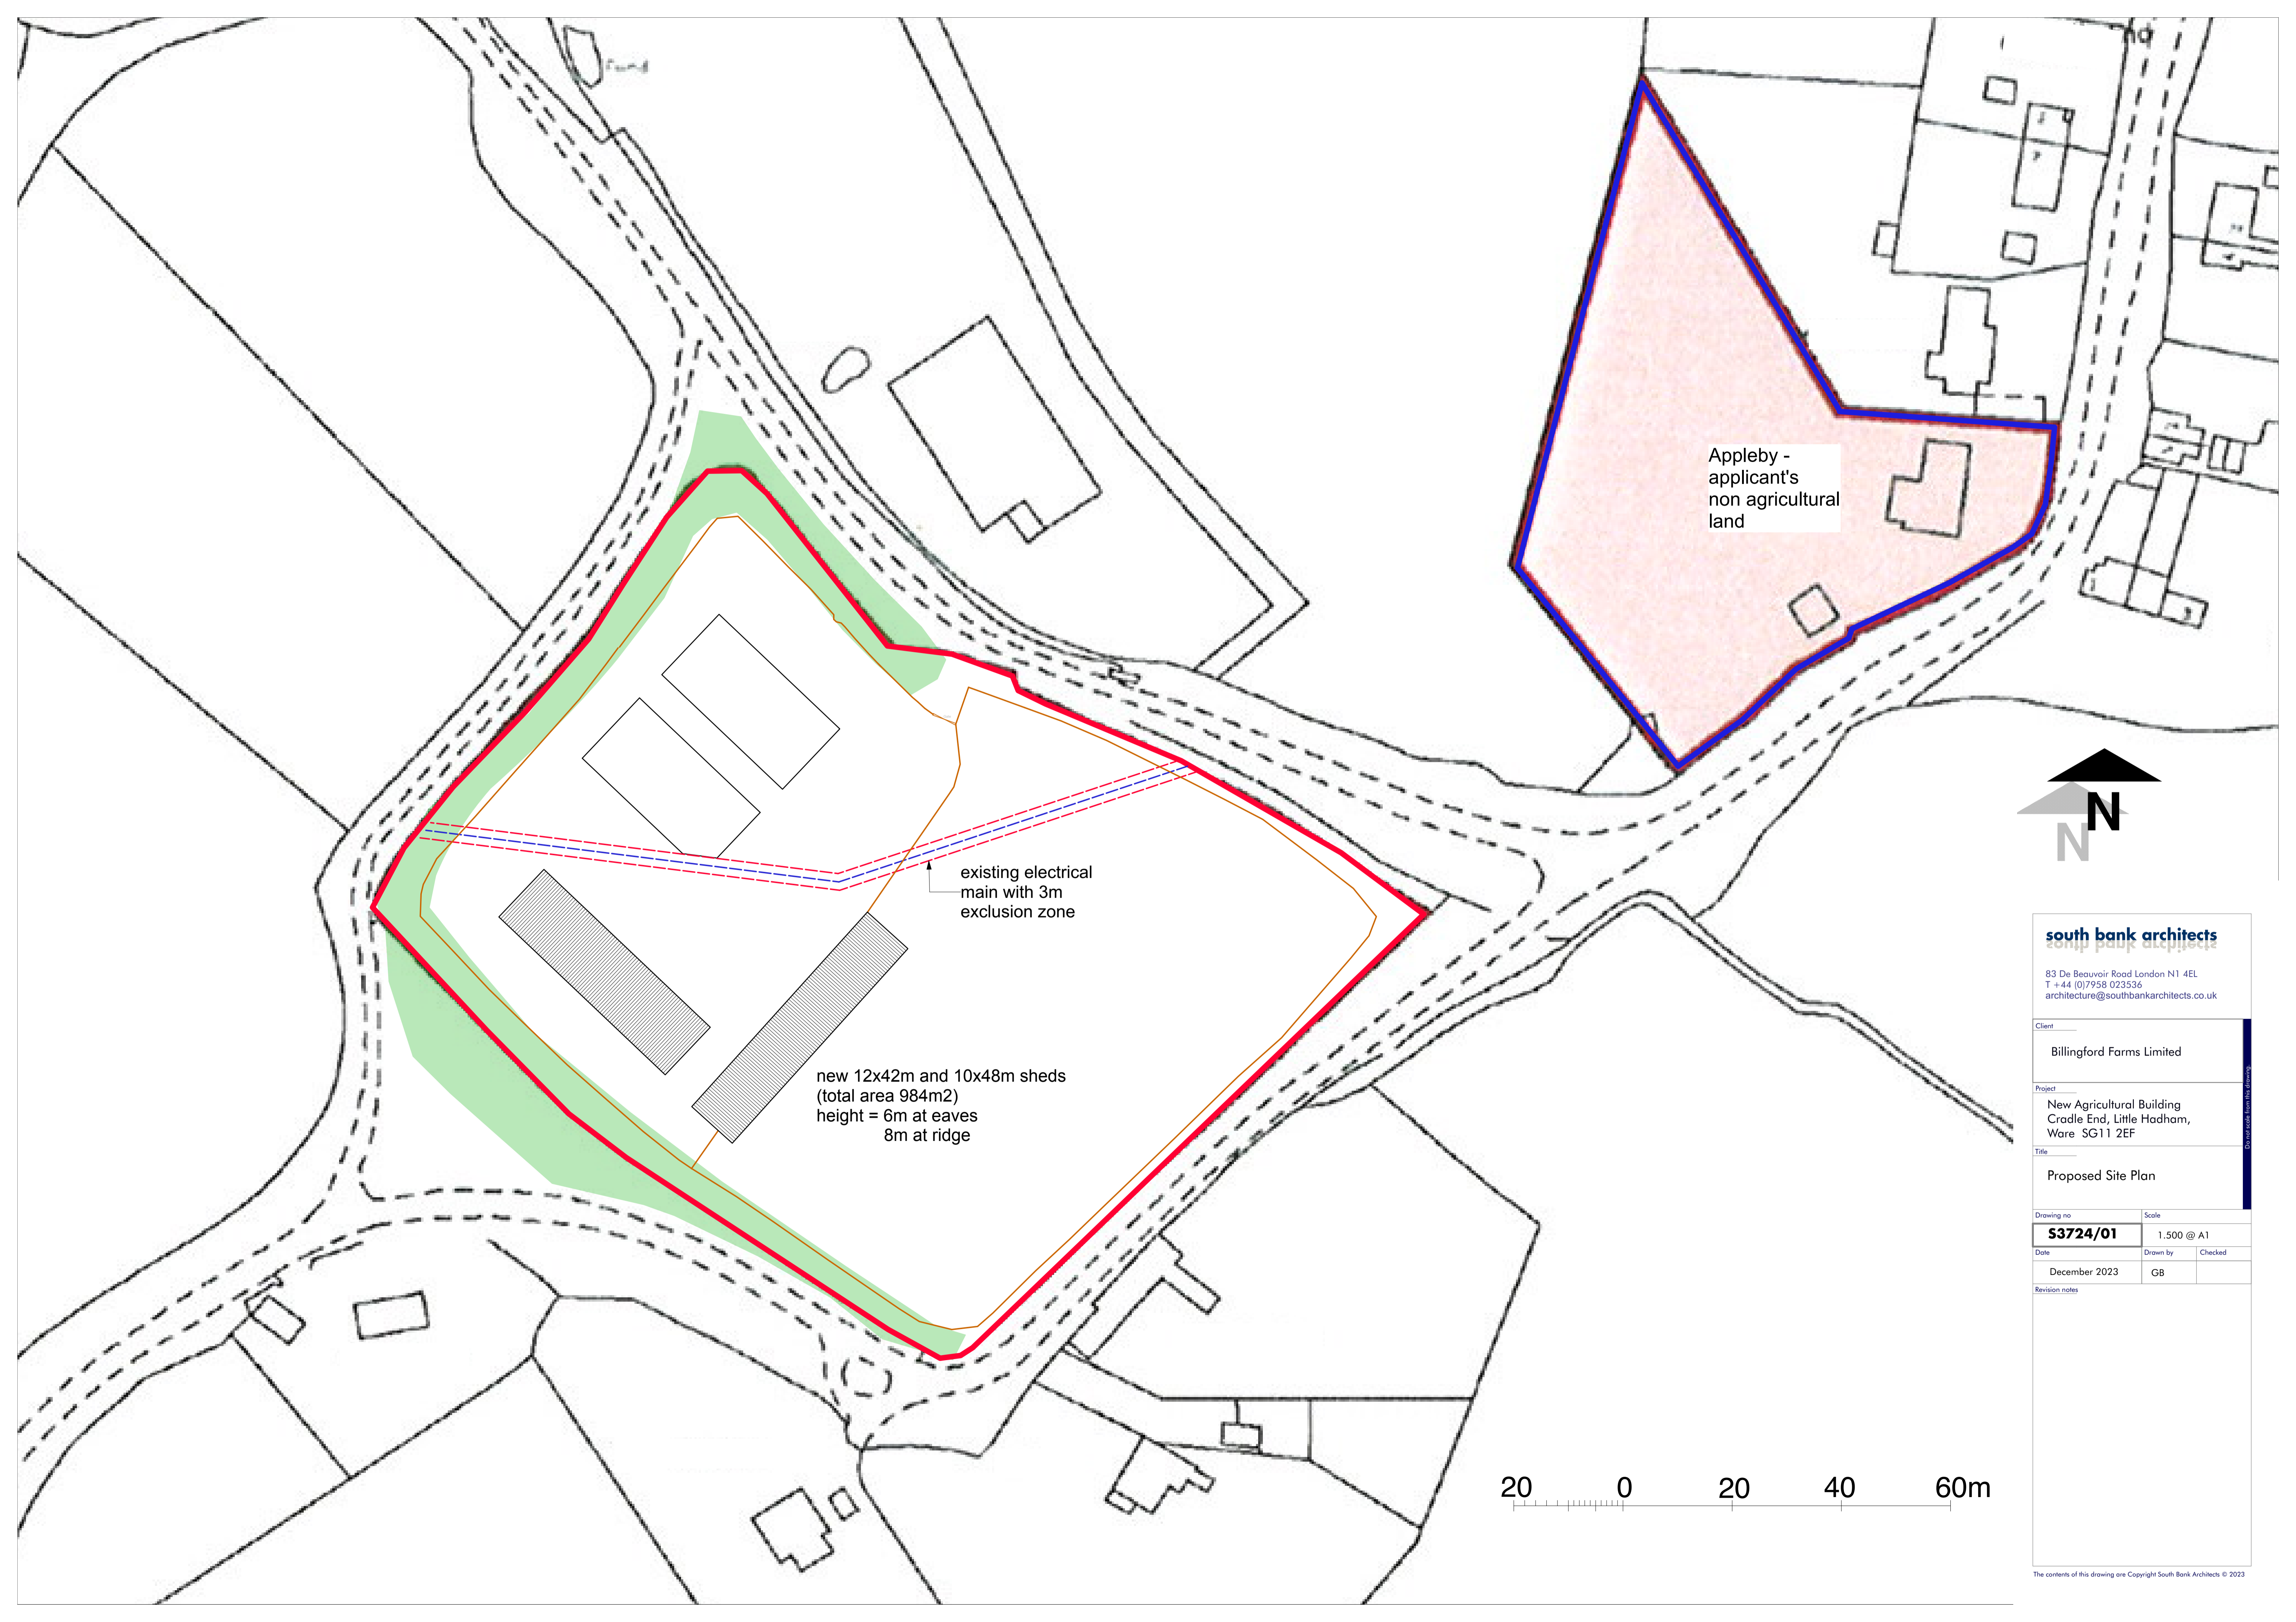 Pond
Appleby -
applicant's
non agricultural
land
N
N
existing electrical
main with 3m
exclusion zone
new 12x42m and 10x48m sheds
(total area 984m2)
height = 6m at eaves
8m at ridge
20 0 20 40 60m
south bank architects
83 De Beauvoir Road London N1 4EL
T +44 (0)7958 023536
architecture@southbankarchitects.co.uk
Client
Billingford Farms Limited
Project
New Agricultural Building
Cradle End, Little Hadham,
Ware SG11 2EF
Do not scale from this drawing
Title
Proposed Site Plan
Drawing no Scale
S3724/01 1.500 @ A1
Date Drawn by Checked
December 2023 GB
Revision notes
The contents of this drawing are Copyright South Bank Architects © 2023